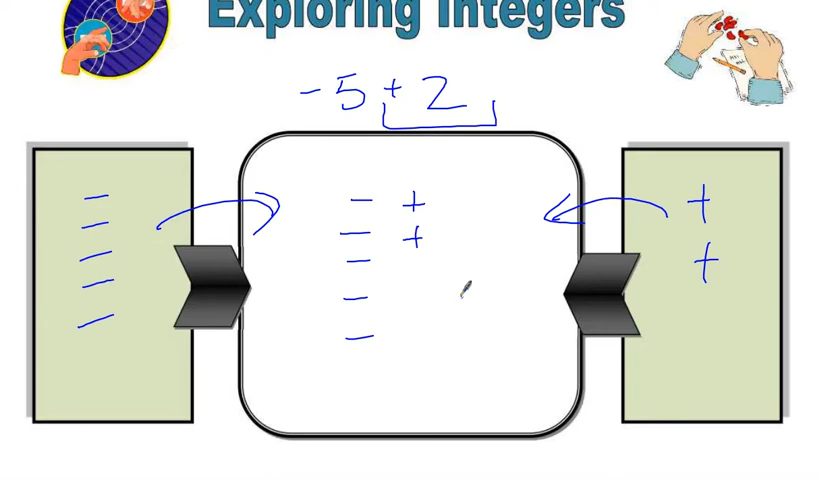 Exploring Integers
-5 + 2
- + +
- + +
-
-
-
-
-
-
-